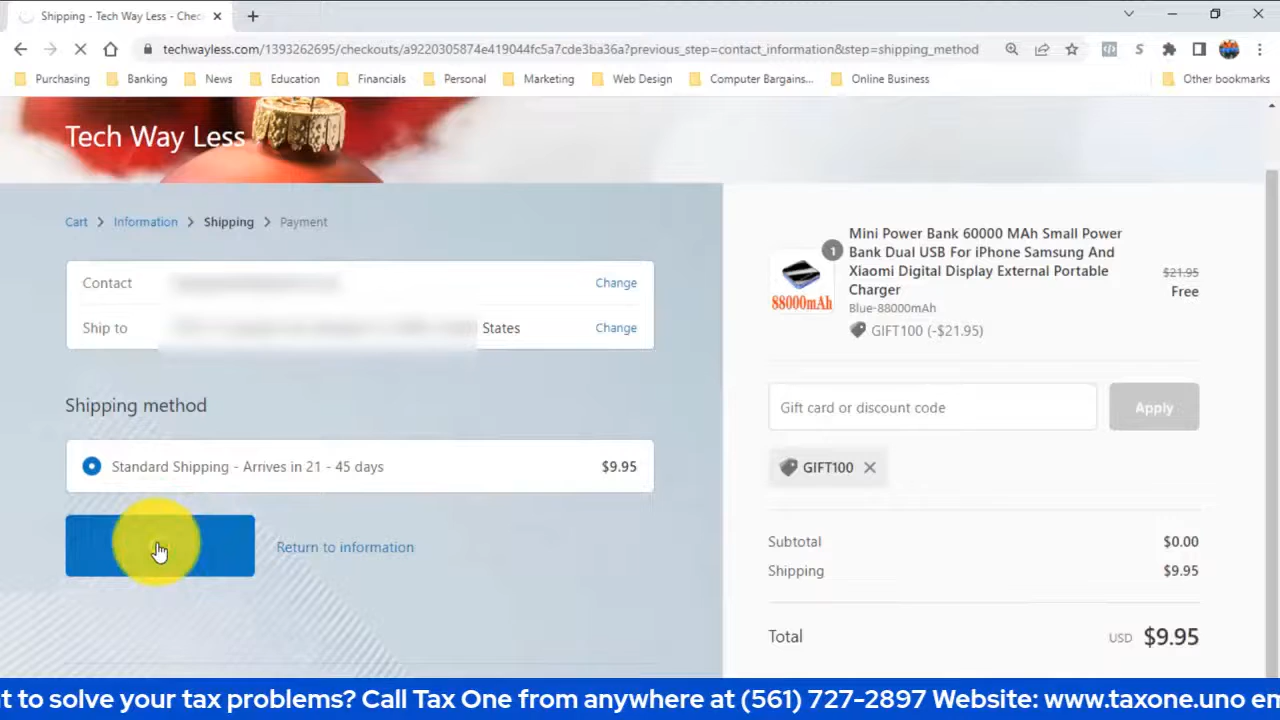 Shipping - Tech Way Less - Chec
techwayless.com/1393262695/checkouts/a9220305874e419044fc5a7cde3ba36a?previous_step=contact_information&step=shipping_method
Purchasing Banking News Education Financials Personal Marketing Web Design Computer Bargains... Online Business Other bookmarks
Tech Way Less
Cart > Information > Shipping > Payment
Contact Change
Ship to States Change
Shipping method
Standard Shipping - Arrives in 21 - 45 days $9.95
Return to information
1
88000mAh
Mini Power Bank 60000 MAh Small Power
Bank Dual USB For iPhone Samsung And
Xiaomi Digital Display External Portable
Charger
Blue-88000mAh
GIFT100 (-$21.95)
$21.95
Free
Gift card or discount code Apply
GIFT100
Subtotal $0.00
Shipping $9.95
Total USD $9.95
t to solve your tax problems? Call Tax One from anywhere at (561) 727-2897 Website: www.taxone.uno en